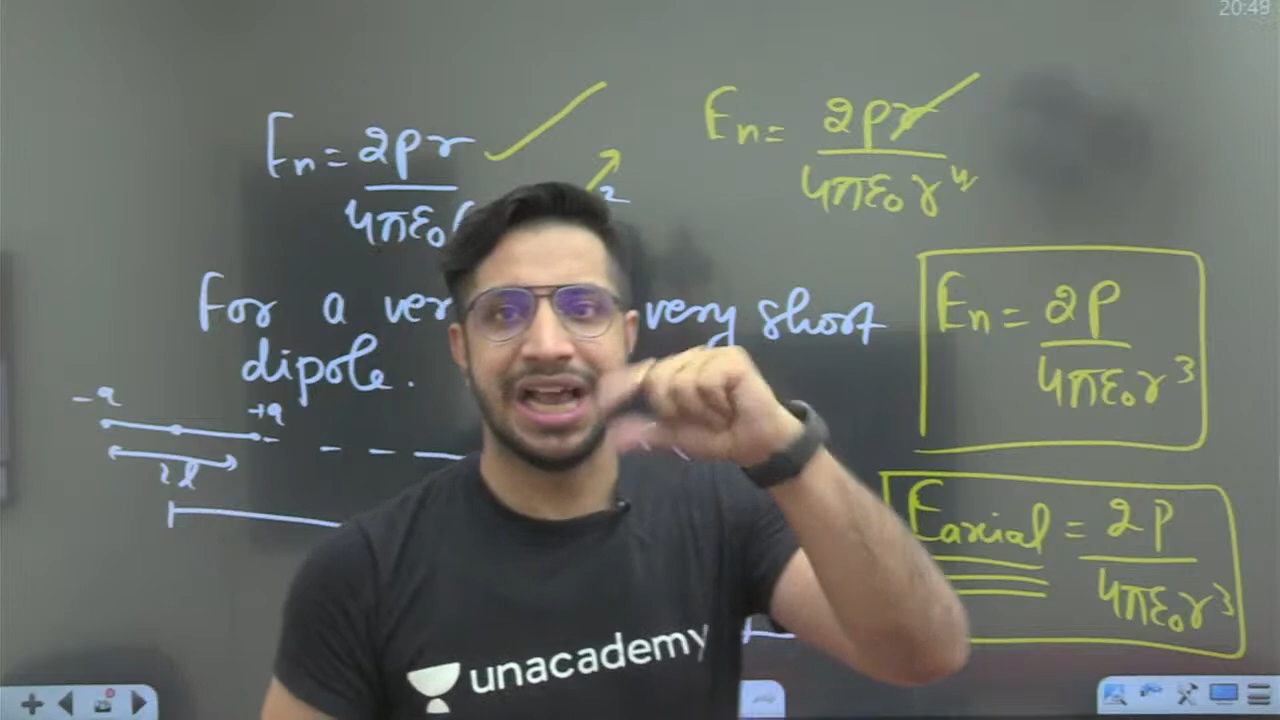 20:49
En = 2pr
4πε₀(
2
En = 2pr
4πε₀r⁴
For a ver very short
dipole.
En = 2p
4πε₀r³
-q
+q
2l
Eaxial = 2p
4πε₀r³
unacademy